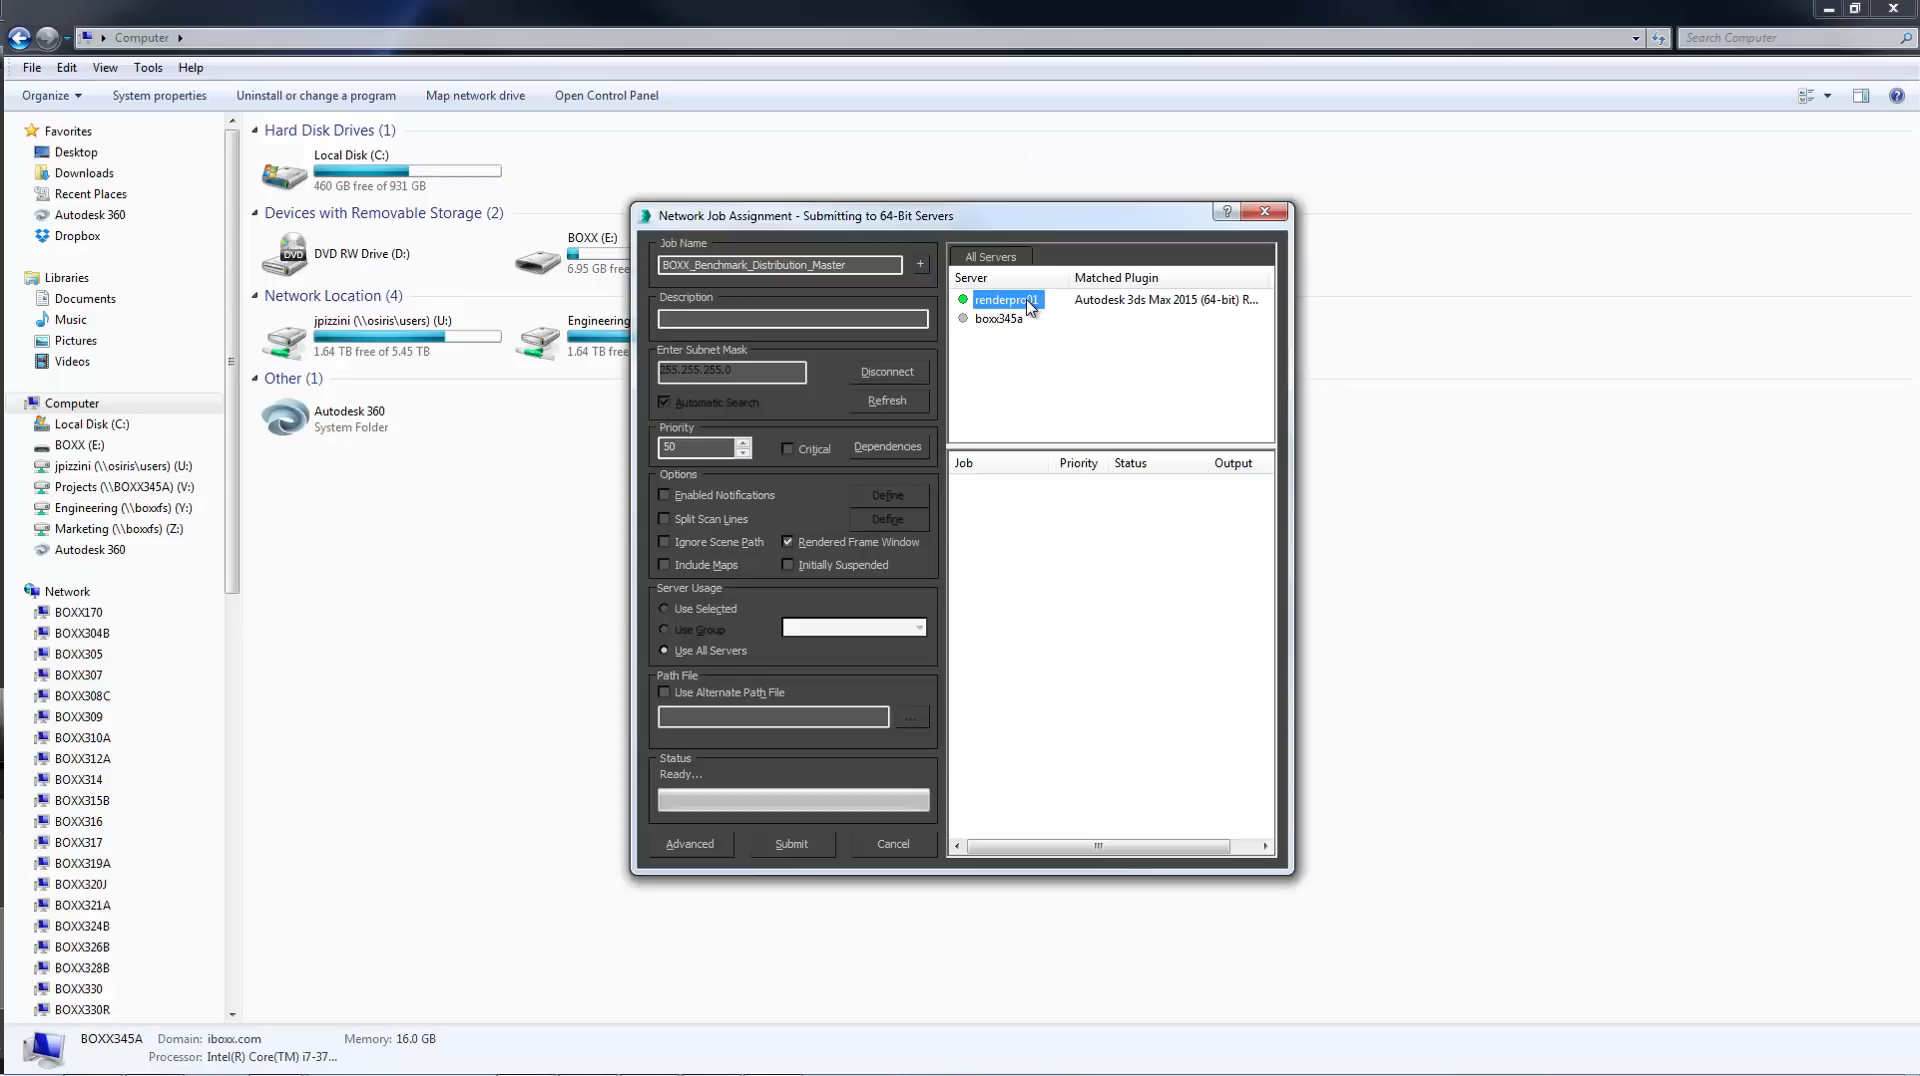 Computer
Search Computer
File Edit View Tools Help
Organize System properties Uninstall or change a program Map network drive Open Control Panel
Favorites
Desktop
Downloads
Recent Places
Autodesk 360
Dropbox
Libraries
Documents
Music
Pictures
Videos
Computer
Local Disk (C:)
BOXX (E:)
jpizzini (\\osiris\users) (U:)
Projects (\\BOXX345A) (V:)
Engineering (\\boxxfs) (Y:)
Marketing (\\boxxfs) (Z:)
Autodesk 360
Network
BOXX170
BOXX304B
BOXX305
BOXX307
BOXX308C
BOXX309
BOXX310A
BOXX312A
BOXX314
BOXX315B
BOXX316
BOXX317
BOXX319A
BOXX320J
BOXX321A
BOXX324B
BOXX326B
BOXX328B
BOXX330
BOXX330R
Hard Disk Drives (1)
Local Disk (C:)
460 GB free of 931 GB
Devices with Removable Storage (2)
DVD
DVD RW Drive (D:)
BOXX (E:)
6.95 GB free
Network Location (4)
jpizzini (\\osiris\users) (U:)
1.64 TB free of 5.45 TB
Engineering
1.64 TB free
Other (1)
Autodesk 360
System Folder
Network Job Assignment - Submitting to 64-Bit Servers
Job Name
BOXX_Benchmark_Distribution_Master +
Description
Enter Subnet Mask
255.255.255.0 Disconnect
Automatic Search Refresh
Priority
50 Critical Dependencies
Options
Enabled Notifications Define
Split Scan Lines Define
Ignore Scene Path Rendered Frame Window
Include Maps Initially Suspended
Server Usage
Use Selected
Use Group
Use All Servers
Path File
Use Alternate Path File
...
Status
Ready...
Advanced Submit Cancel
All Servers
Server Matched Plugin
renderpro01 Autodesk 3ds Max 2015 (64-bit) R...
boxx345a
Job Priority Status Output
BOXX345A Domain: iboxx.com Memory: 16.0 GB
Processor: Intel(R) Core(TM) i7-37...